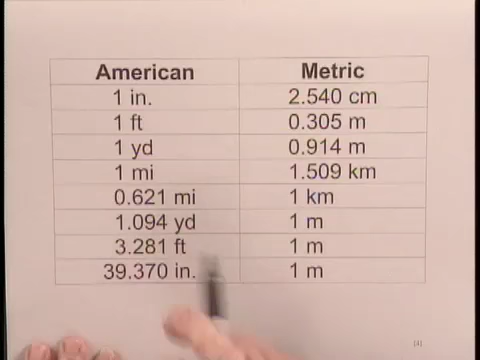 American Metric
1 in. 2.540 cm
1 ft 0.305 m
1 yd 0.914 m
1 mi 1.509 km
0.621 mi 1 km
1.094 yd 1 m
3.281 ft 1 m
39.370 in. 1 m
[4]